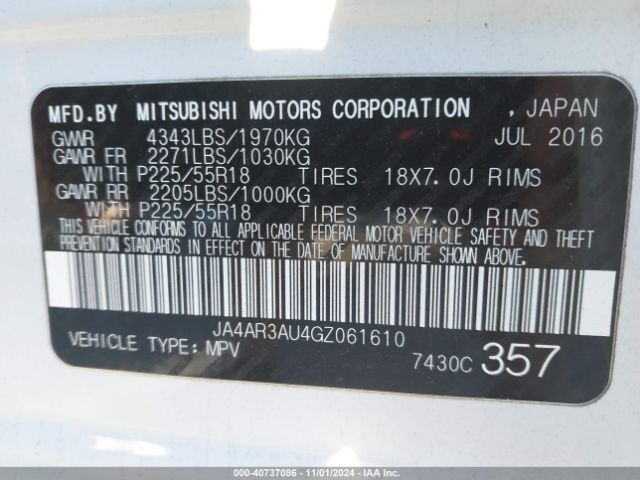 MFD.BY MITSUBISHI MOTORS CORPORATION , JAPAN
GVWR 4343LBS/1970KG JUL 2016
GAWR FR 2271LBS/1030KG
WITH P225/55R18 TIRES 18X7.0J RIMS
GAWR RR 2205LBS/1000KG
WITH P225/55R18 TIRES 18X7.0J RIMS
THIS VEHICLE CONFORMS TO ALL APPLICABLE FEDERAL MOTOR VEHICLE SAFETY AND THEFT
PREVENTION STANDARDS IN EFFECT ON THE DATE OF MANUFACTURE SHOWN ABOVE.
JA4AR3AU4GZ061610
VEHICLE TYPE: MPV 7430C 357
000-40737086 - 11/01/2024 - IAA Inc.